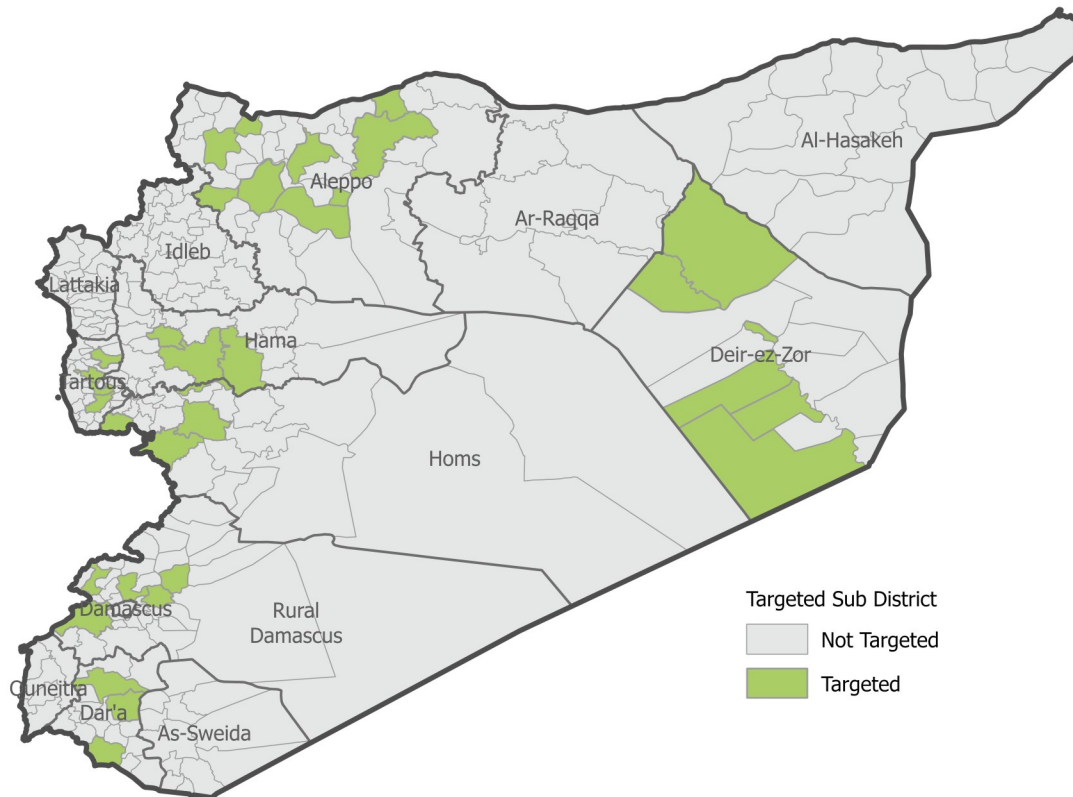 Al-Hasakeh
Aleppo
Ar-Raqqa
Idleb
Lattakia
Hama
Deir-ez-Zor
Tartous
Homs
Damascus
Rural
Damascus
Quneitra
Dar'a
As-Sweida
Targeted Sub District
Not Targeted
Targeted